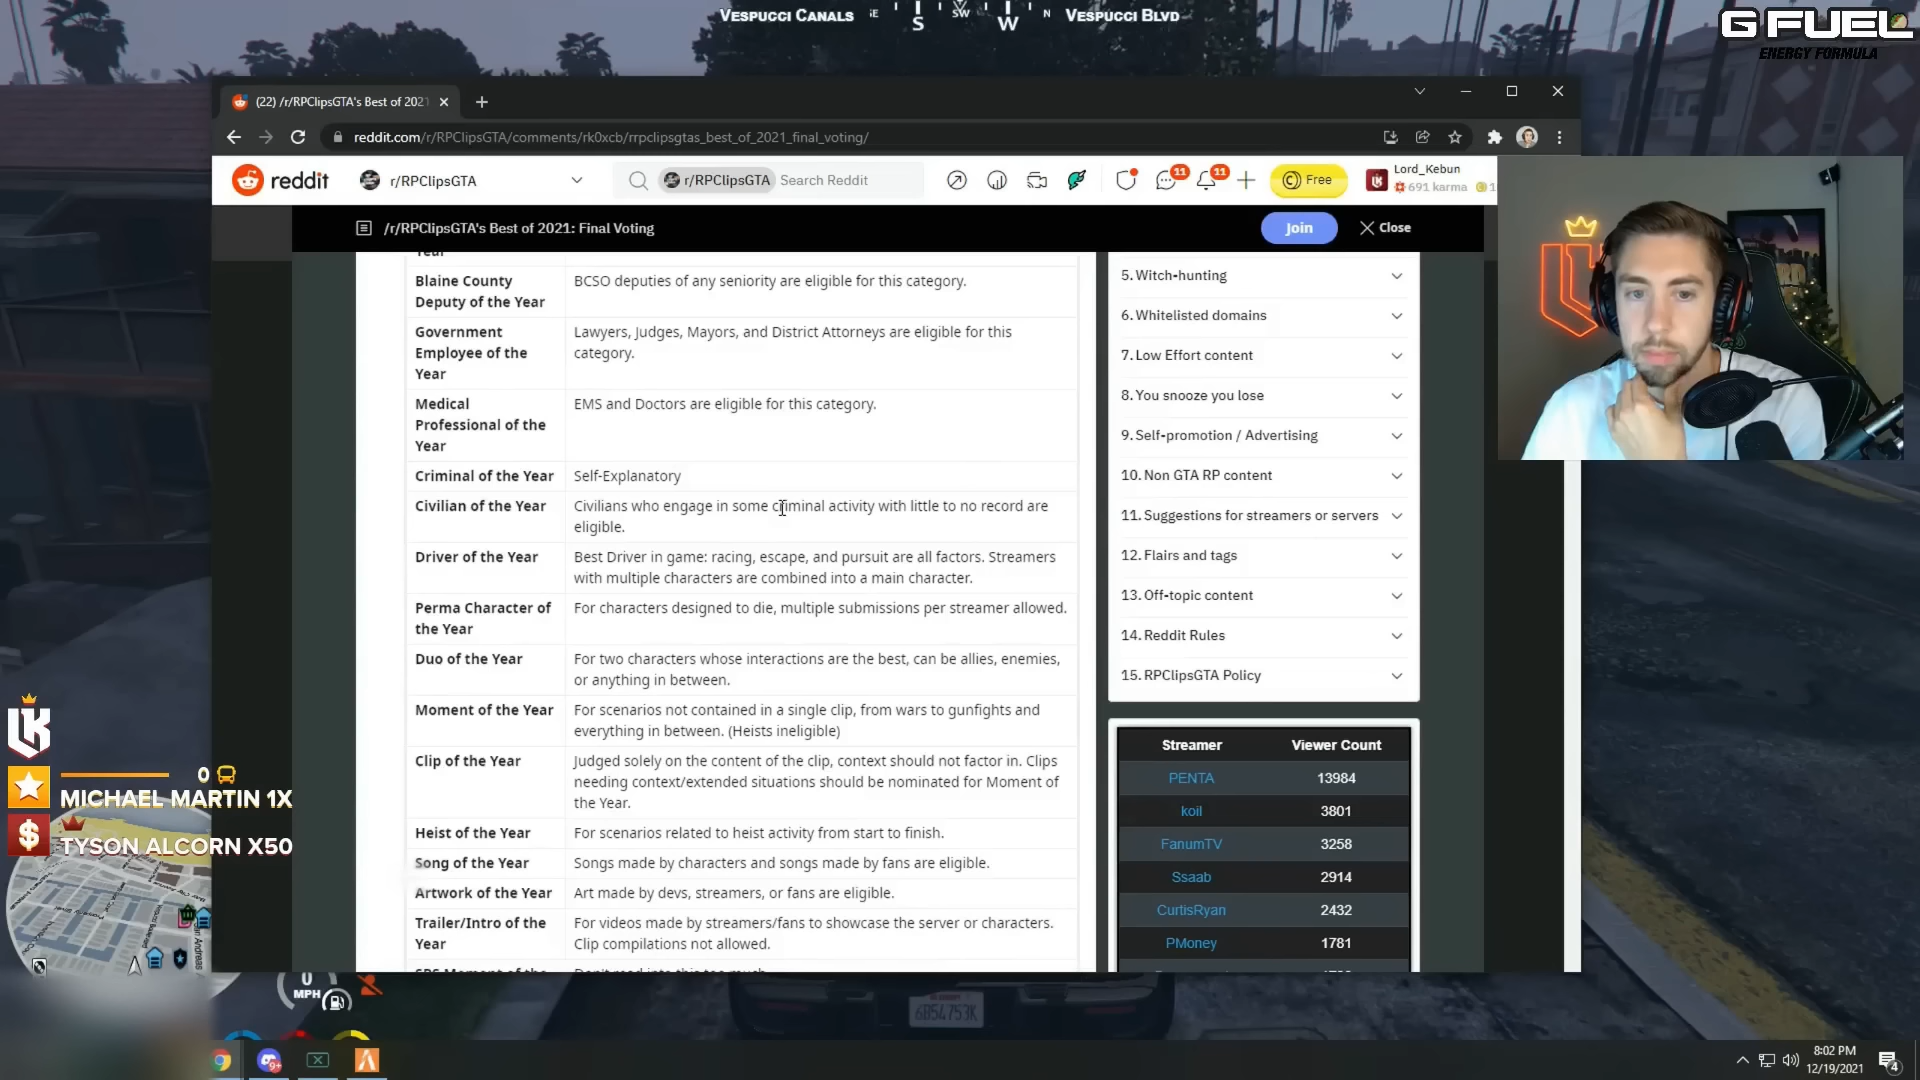 VESPUCCI CANALS SE S SW W N VESPUCCI BLVD
G FUEL
ENERGY FORMULA
(22) /r/RPClipsGTA's Best of 2021
reddit.com/r/RPClipsGTA/comments/rk0xcb/rrpclipsgtas_best_of_2021_final_voting/
reddit
r/RPClipsGTA
r/RPClipsGTA Search Reddit
11
11
Free
Lord_Kebun
691 karma 1
/r/RPClipsGTA's Best of 2021: Final Voting
Join
Close
Year
Blaine County
Deputy of the Year
BCSO deputies of any seniority are eligible for this category.
Government
Employee of the
Year
Lawyers, Judges, Mayors, and District Attorneys are eligible for this
category.
Medical
Professional of the
Year
EMS and Doctors are eligible for this category.
Criminal of the Year
Self-Explanatory
Civilian of the Year
Civilians who engage in some criminal activity with little to no record are
eligible.
Driver of the Year
Best Driver in game: racing, escape, and pursuit are all factors. Streamers
with multiple characters are combined into a main character.
Perma Character of
the Year
For characters designed to die, multiple submissions per streamer allowed.
Duo of the Year
For two characters whose interactions are the best, can be allies, enemies,
or anything in between.
Moment of the Year
For scenarios not contained in a single clip, from wars to gunfights and
everything in between. (Heists ineligible)
Clip of the Year
Judged solely on the content of the clip, context should not factor in. Clips
needing context/extended situations should be nominated for Moment of
the Year.
Heist of the Year
For scenarios related to heist activity from start to finish.
Song of the Year
Songs made by characters and songs made by fans are eligible.
Artwork of the Year
Art made by devs, streamers, or fans are eligible.
Trailer/Intro of the
Year
For videos made by streamers/fans to showcase the server or characters.
Clip compilations not allowed.
5. Witch-hunting
6. Whitelisted domains
7. Low Effort content
8. You snooze you lose
9. Self-promotion / Advertising
10. Non GTA RP content
11. Suggestions for streamers or servers
12. Flairs and tags
13. Off-topic content
14. Reddit Rules
15. RPClipsGTA Policy
Streamer Viewer Count
PENTA 13984
koil 3801
FanumTV 3258
Ssaab 2914
CurtisRyan 2432
PMoney 1781
LK
0
MICHAEL MARTIN 1X
TYSON ALCORN X50
0
MPH
6B54753K
9+
8:02 PM
12/19/2021
4